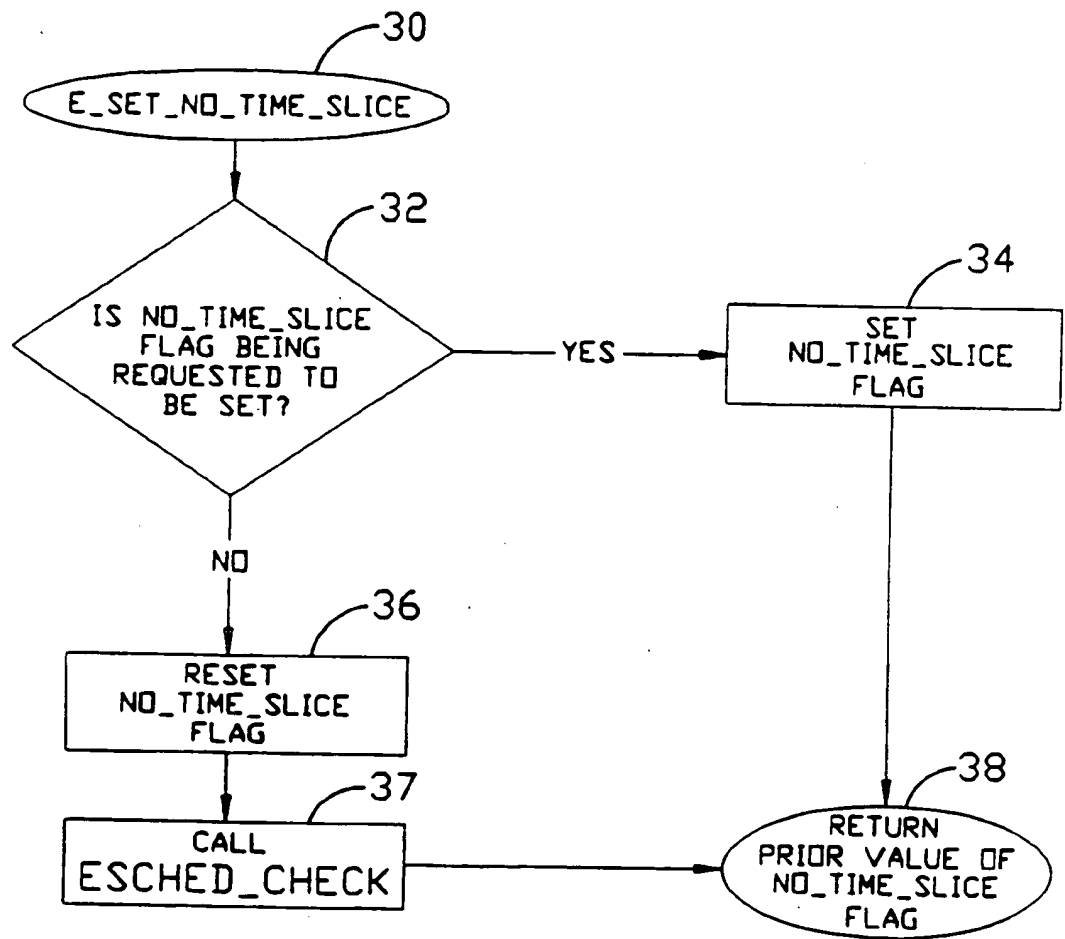 30
E_SET_NO_TIME_SLICE
32
IS NO_TIME_SLICE
FLAG BEING
REQUESTED TO
BE SET?
YES
34
SET
NO_TIME_SLICE
FLAG
NO
36
RESET
NO_TIME_SLICE
FLAG
37
CALL
ESCHED_CHECK
38
RETURN
PRIOR VALUE OF
NO_TIME_SLICE
FLAG